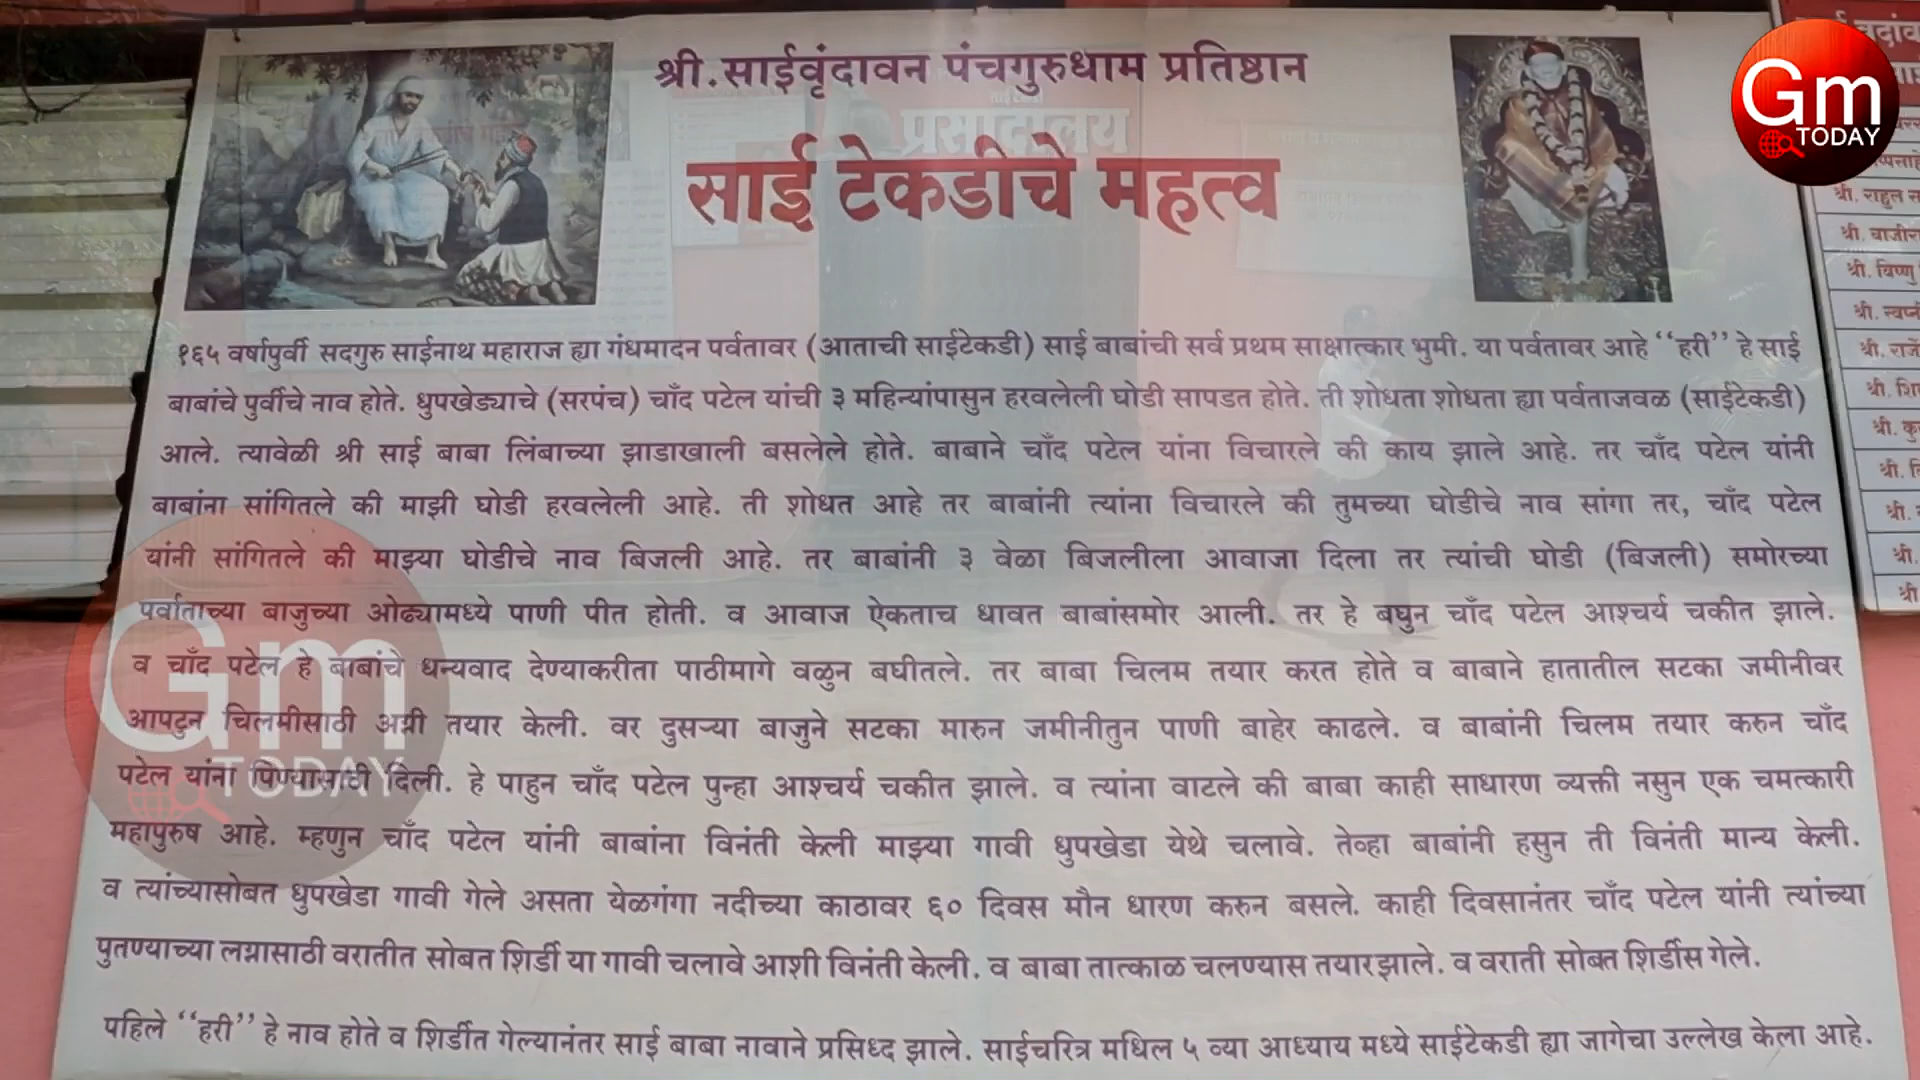 श्री.साईवृंदावन पंचगुरुधाम प्रतिष्ठान
प्रसादालय
साई टेकडीचे महत्व
१६५ वर्षापुर्वी सदगुरु साईनाथ महाराज ह्या गंधमादन पर्वतावर (आताची साईटेकडी) साई बाबांची सर्व प्रथम साक्षात्कार भुमी. या पर्वतावर आहे ‘‘हरी’’ हे साई
बाबांचे पुर्वीचे नाव होते. धुपखेड्याचे (सरपंच) चाँद पटेल यांची ३ महिन्यांपासुन हरवलेली घोडी सापडत होते. ती शोधता शोधता ह्या पर्वताजवळ (साईटेकडी)
आले. त्यावेळी श्री साई बाबा लिंबाच्या झाडाखाली बसलेले होते. बाबाने चाँद पटेल यांना विचारले की काय झाले आहे. तर चाँद पटेल यांनी
बाबांना सांगितले की माझी घोडी हरवलेली आहे. ती शोधत आहे तर बाबांनी त्यांना विचारले की तुमच्या घोडीचे नाव सांगा तर, चाँद पटेल
यांनी सांगितले की माझ्या घोडीचे नाव बिजली आहे. तर बाबांनी ३ वेळा बिजलीला आवाजा दिला तर त्यांची घोडी (बिजली) समोरच्या
पर्वाताच्या बाजुच्या ओढ्यामध्ये पाणी पीत होती. व आवाज ऐकताच धावत बाबांसमोर आली. तर हे बघुन चाँद पटेल आश्चर्य चकीत झाले.
व चाँद पटेल हे बाबांचे धन्यवाद देण्याकरीता पाठीमागे वळुन बघीतले. तर बाबा चिलम तयार करत होते व बाबाने हातातील सटका जमीनीवर
आपटुन चिलमीसाठी अग्नी तयार केली. वर दुसऱ्या बाजुने सटका मारुन जमीनीतुन पाणी बाहेर काढले. व बाबांनी चिलम तयार करुन चाँद
पटेल यांना पिण्यासाठी दिली. हे पाहुन चाँद पटेल पुन्हा आश्चर्य चकीत झाले. व त्यांना वाटले की बाबा काही साधारण व्यक्ती नसुन एक चमत्कारी
महापुरुष आहे. म्हणुन चाँद पटेल यांनी बाबांना विनंती केली माझ्या गावी धुपखेडा येथे चलावे. तेव्हा बाबांनी हसुन ती विनंती मान्य केली.
व त्यांच्यासोबत धुपखेडा गावी गेले असता येळगंगा नदीच्या काठावर ६० दिवस मौन धारण करुन बसले. काही दिवसानंतर चाँद पटेल यांनी त्यांच्या
पुतण्याच्या लग्नासाठी वरातीत सोबत शिर्डी या गावी चलावे आशी विनंती केली. व बाबा तात्काळ चलण्यास तयार झाले. व वराती सोबत शिर्डीस गेले.
पहिले ‘‘हरी’’ हे नाव होते व शिर्डीत गेल्यानंतर साई बाबा नावाने प्रसिध्द झाले. साईचरित्र मधिल ५ व्या आध्याय मध्ये साईटेकडी ह्या जागेचा उल्लेख केला आहे.
Gm
TODAY
Gm
TODAY
श्री. राहुल
श्री. विष्णु
श्री.
श्री.
श्री.